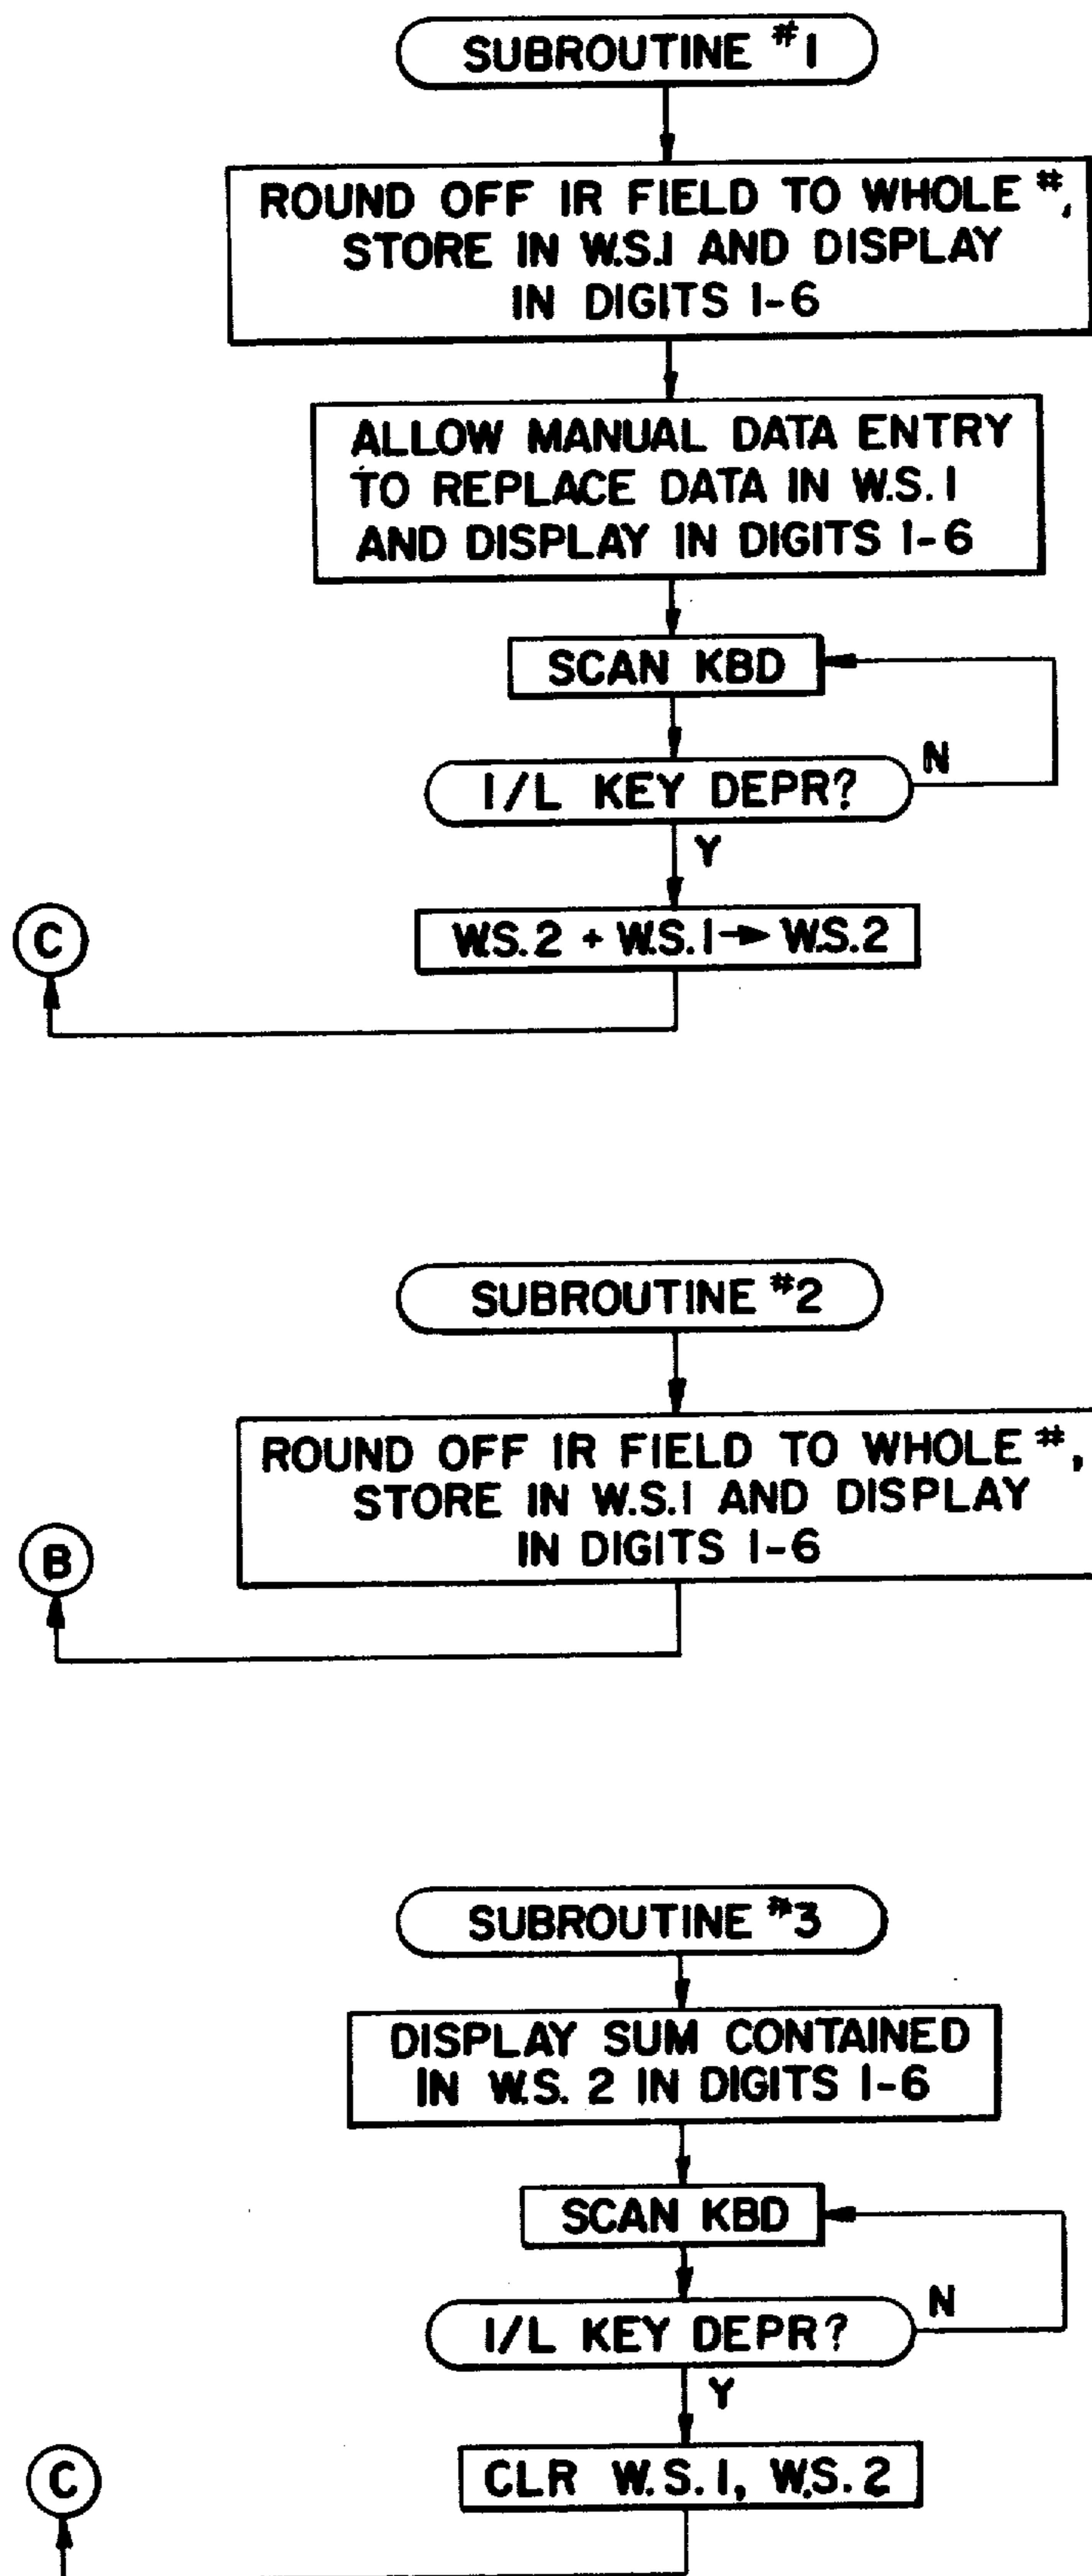 SUBROUTINE #1
ROUND OFF IR FIELD TO WHOLE #,
STORE IN W.S.1 AND DISPLAY
IN DIGITS 1-6
ALLOW MANUAL DATA ENTRY
TO REPLACE DATA IN W.S. 1
AND DISPLAY IN DIGITS 1-6
SCAN KBD
I/L KEY DEPR?
N
Y
W.S. 2 + W.S. 1 → W.S. 2
C
SUBROUTINE #2
ROUND OFF IR FIELD TO WHOLE #,
STORE IN W.S. 1 AND DISPLAY
IN DIGITS 1-6
B
SUBROUTINE #3
DISPLAY SUM CONTAINED
IN W.S. 2 IN DIGITS 1-6
SCAN KBD
I/L KEY DEPR?
N
Y
CLR W.S. 1, W.S. 2
C